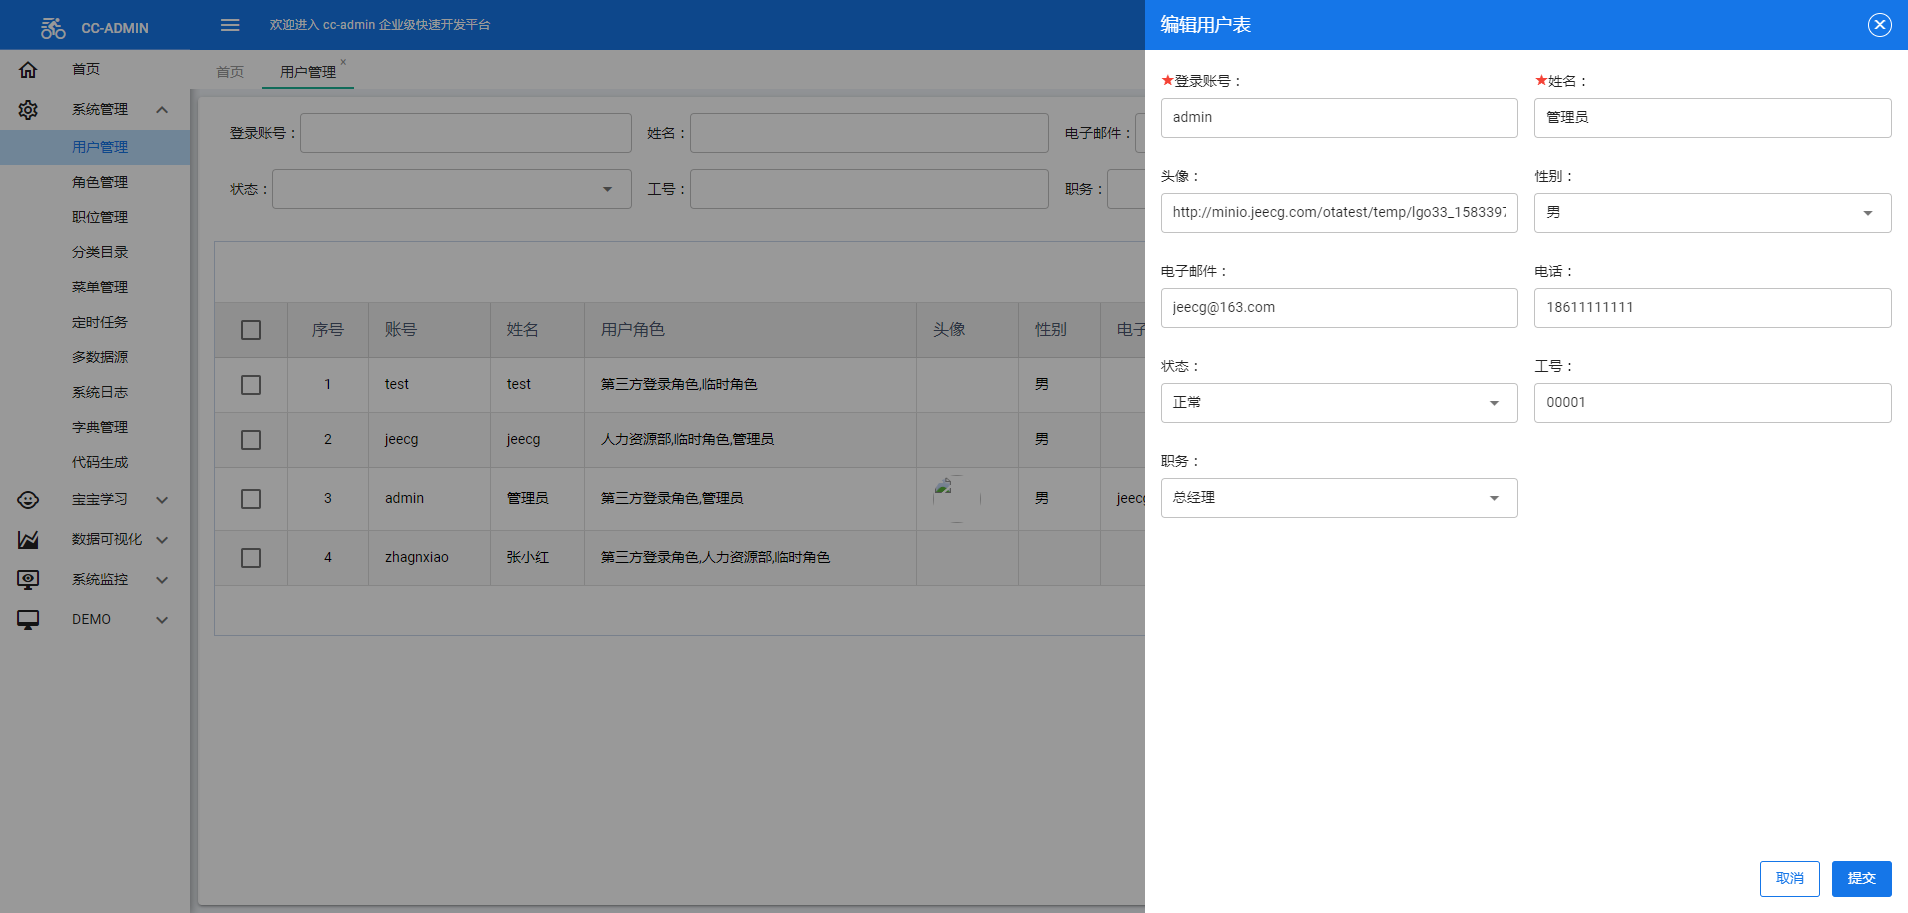 CC-ADMIN
欢迎进入 cc-admin 企业级快速开发平台
首页
系统管理
用户管理
角色管理
职位管理
分类目录
菜单管理
定时任务
多数据源
系统日志
字典管理
代码生成
宝宝学习
数据可视化
系统监控
DEMO
首页 用户管理 ×
登录账号： 姓名： 电子邮件：
状态： 工号： 职务：
序号 账号 姓名 用户角色 头像 性别 电子
1 test test 第三方登录角色,临时角色 男
2 jeecg jeecg 人力资源部,临时角色,管理员 男
3 admin 管理员 第三方登录角色,管理员 男 jeec
4 zhagnxiao 张小红 第三方登录角色,人力资源部,临时角色
编辑用户表
★登录账号： ★姓名：
admin 管理员
头像： 性别：
http://minio.jeecg.com/otatest/temp/lgo33_1583397 男
电子邮件： 电话：
jeecg@163.com 18611111111
状态： 工号：
正常 00001
职务：
总经理
取消 提交